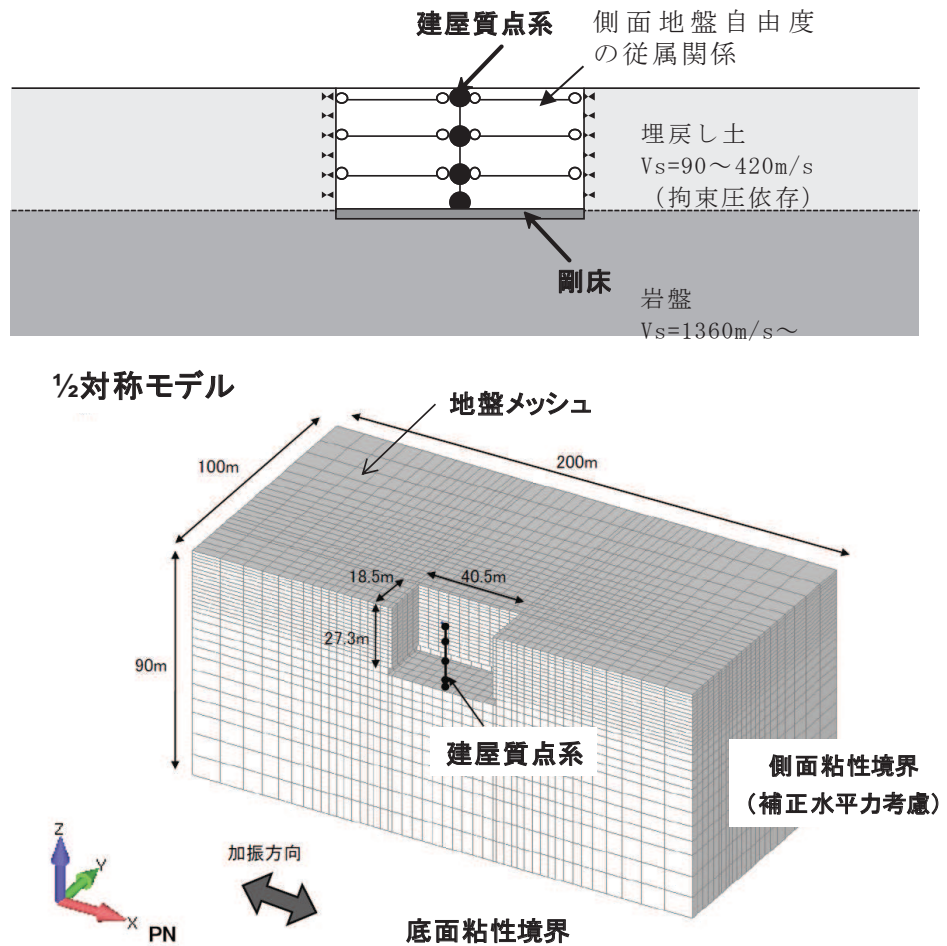 建屋質点系
側面地盤自由度
の従属関係
埋戻し土
Vs=90～420m/s
（拘束圧依存）
剛床
岩盤
Vs=1360m/s～
½対称モデル
地盤メッシュ
100m
200m
18.5m
40.5m
27.3m
90m
建屋質点系
側面粘性境界
（補正水平力考慮）
Z
Y
X
PN
加振方向
底面粘性境界